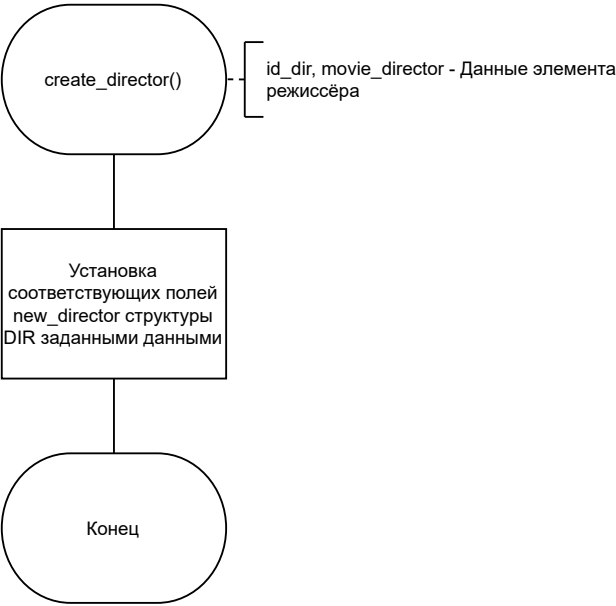 create_director()
id_dir, movie_director - Данные элемента
режиссёра
Установка
соответствующих полей
new_director структуры
DIR заданными данными
Конец